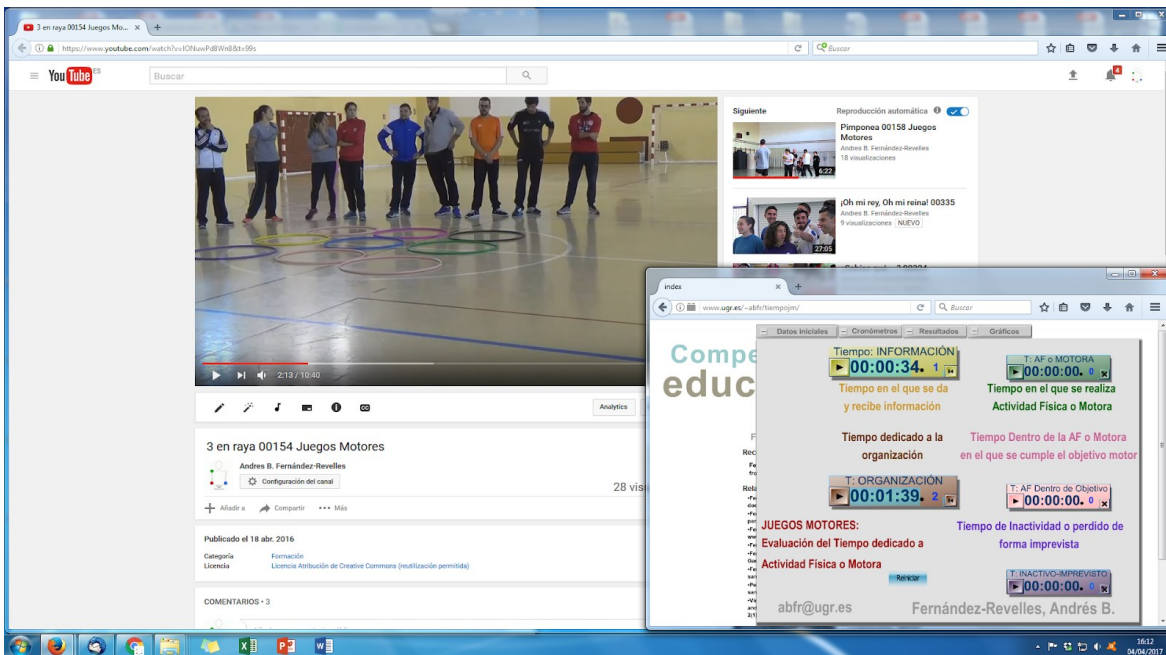 3 en raya 00154 Juegos Mo...
https://www.youtube.com/watch?v=IONuwPd8Wn8&t=99s
Buscar
YouTube ES
Buscar
4
2:13 / 10:40
Analytics
3 en raya 00154 Juegos Motores
Andres B. Fernández-Revelles
Configuración del canal
28 vis
Añadir a Compartir Más
Publicado el 18 abr. 2016
Categoría Formación
Licencia Licencia Atribución de Creative Commons (reutilización permitida)
COMENTARIOS • 3
Siguiente
Reproducción automática
Pimponea 00158 Juegos
Motores
Andres B. Fernández-Revelles
18 visualizaciones
6:22
¡Oh mi rey, Oh mi reina! 00335
Andres B. Fernández-Revelles
9 visualizaciones NUEVO
27:05
index
www.ugr.es/~abfr/tiempojm/
Buscar
Compe
educ
Datos Iniciales
Cronómetros
Resultados
Gráficos
Tiempo: INFORMACIÓN
00:00:34. 1
Tiempo en el que se da
y recibe información
T: AF o MOTORA
00:00:00. 0
Tiempo en el que se realiza
Actividad Física o Motora
Tiempo dedicado a la
organización
T: ORGANIZACIÓN
00:01:39. 2
Tiempo Dentro de la AF o Motora
en el que se cumple el objetivo motor
T: AF Dentro de Objetivo
00:00:00. 0
JUEGOS MOTORES:
Evaluación del Tiempo dedicado a
Actividad Física o Motora
Reiniciar
Tiempo de Inactividad o perdido de
forma imprevista
T: INACTIVO-IMPREVISTO
00:00:00. 0
abfr@ugr.es
Fernández-Revelles, Andrés B.
16:12
04/04/2017